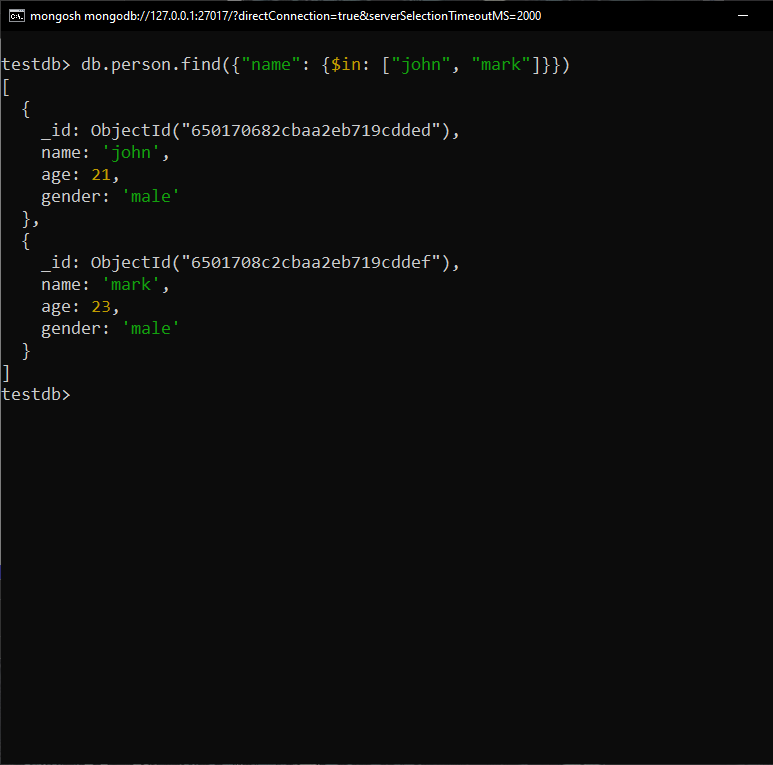 mongosh mongodb://127.0.0.1:27017/?directConnection=true&serverSelectionTimeoutMS=2000
testdb> db.person.find({"name": {$in: ["john", "mark"]}})
[
  {
    _id: ObjectId("650170682cbaa2eb719cdded"),
    name: 'john',
    age: 21,
    gender: 'male'
  },
  {
    _id: ObjectId("6501708c2cbaa2eb719cddef"),
    name: 'mark',
    age: 23,
    gender: 'male'
  }
]
testdb>